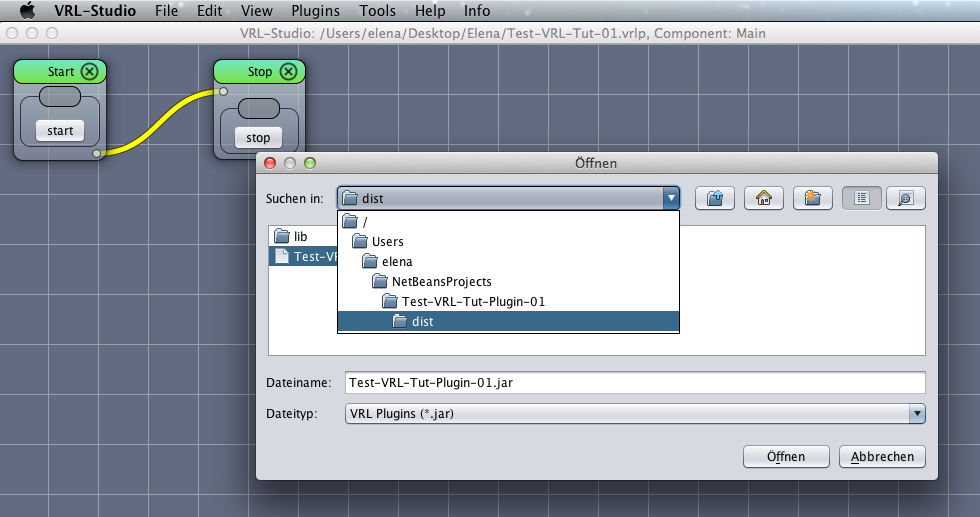 VRL-Studio File Edit View Plugins Tools Help Info
VRL-Studio: /Users/elena/Desktop/Elena/Test-VRL-Tut-01.vrlp, Component: Main
Start
Stop
start
stop
Öffnen
Suchen in:
dist
/
Users
elena
NetBeansProjects
Test-VRL-Tut-Plugin-01
dist
lib
Test-VR
Dateiname:
Test-VRL-Tut-Plugin-01.jar
Dateityp:
VRL Plugins (*.jar)
Öffnen
Abbrechen